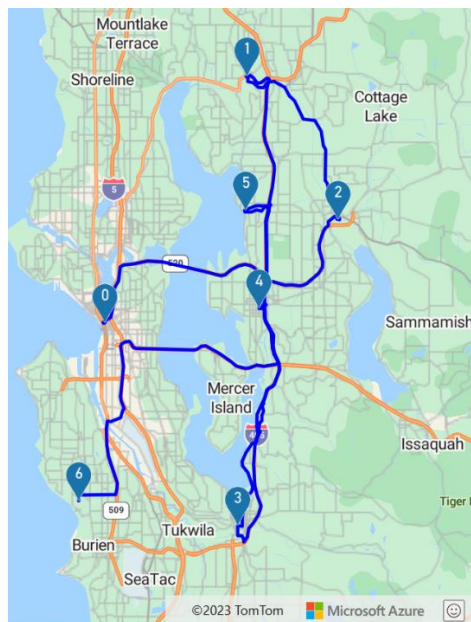 Mountlake
Terrace
1
Shoreline
Cottage
Lake
5
5
2
520
0
4
Sammamish
Mercer
Island
Issaquah
3
6
509
Tukwila
Tiger
Burien
SeaTac
©2023 TomTom
Microsoft Azure